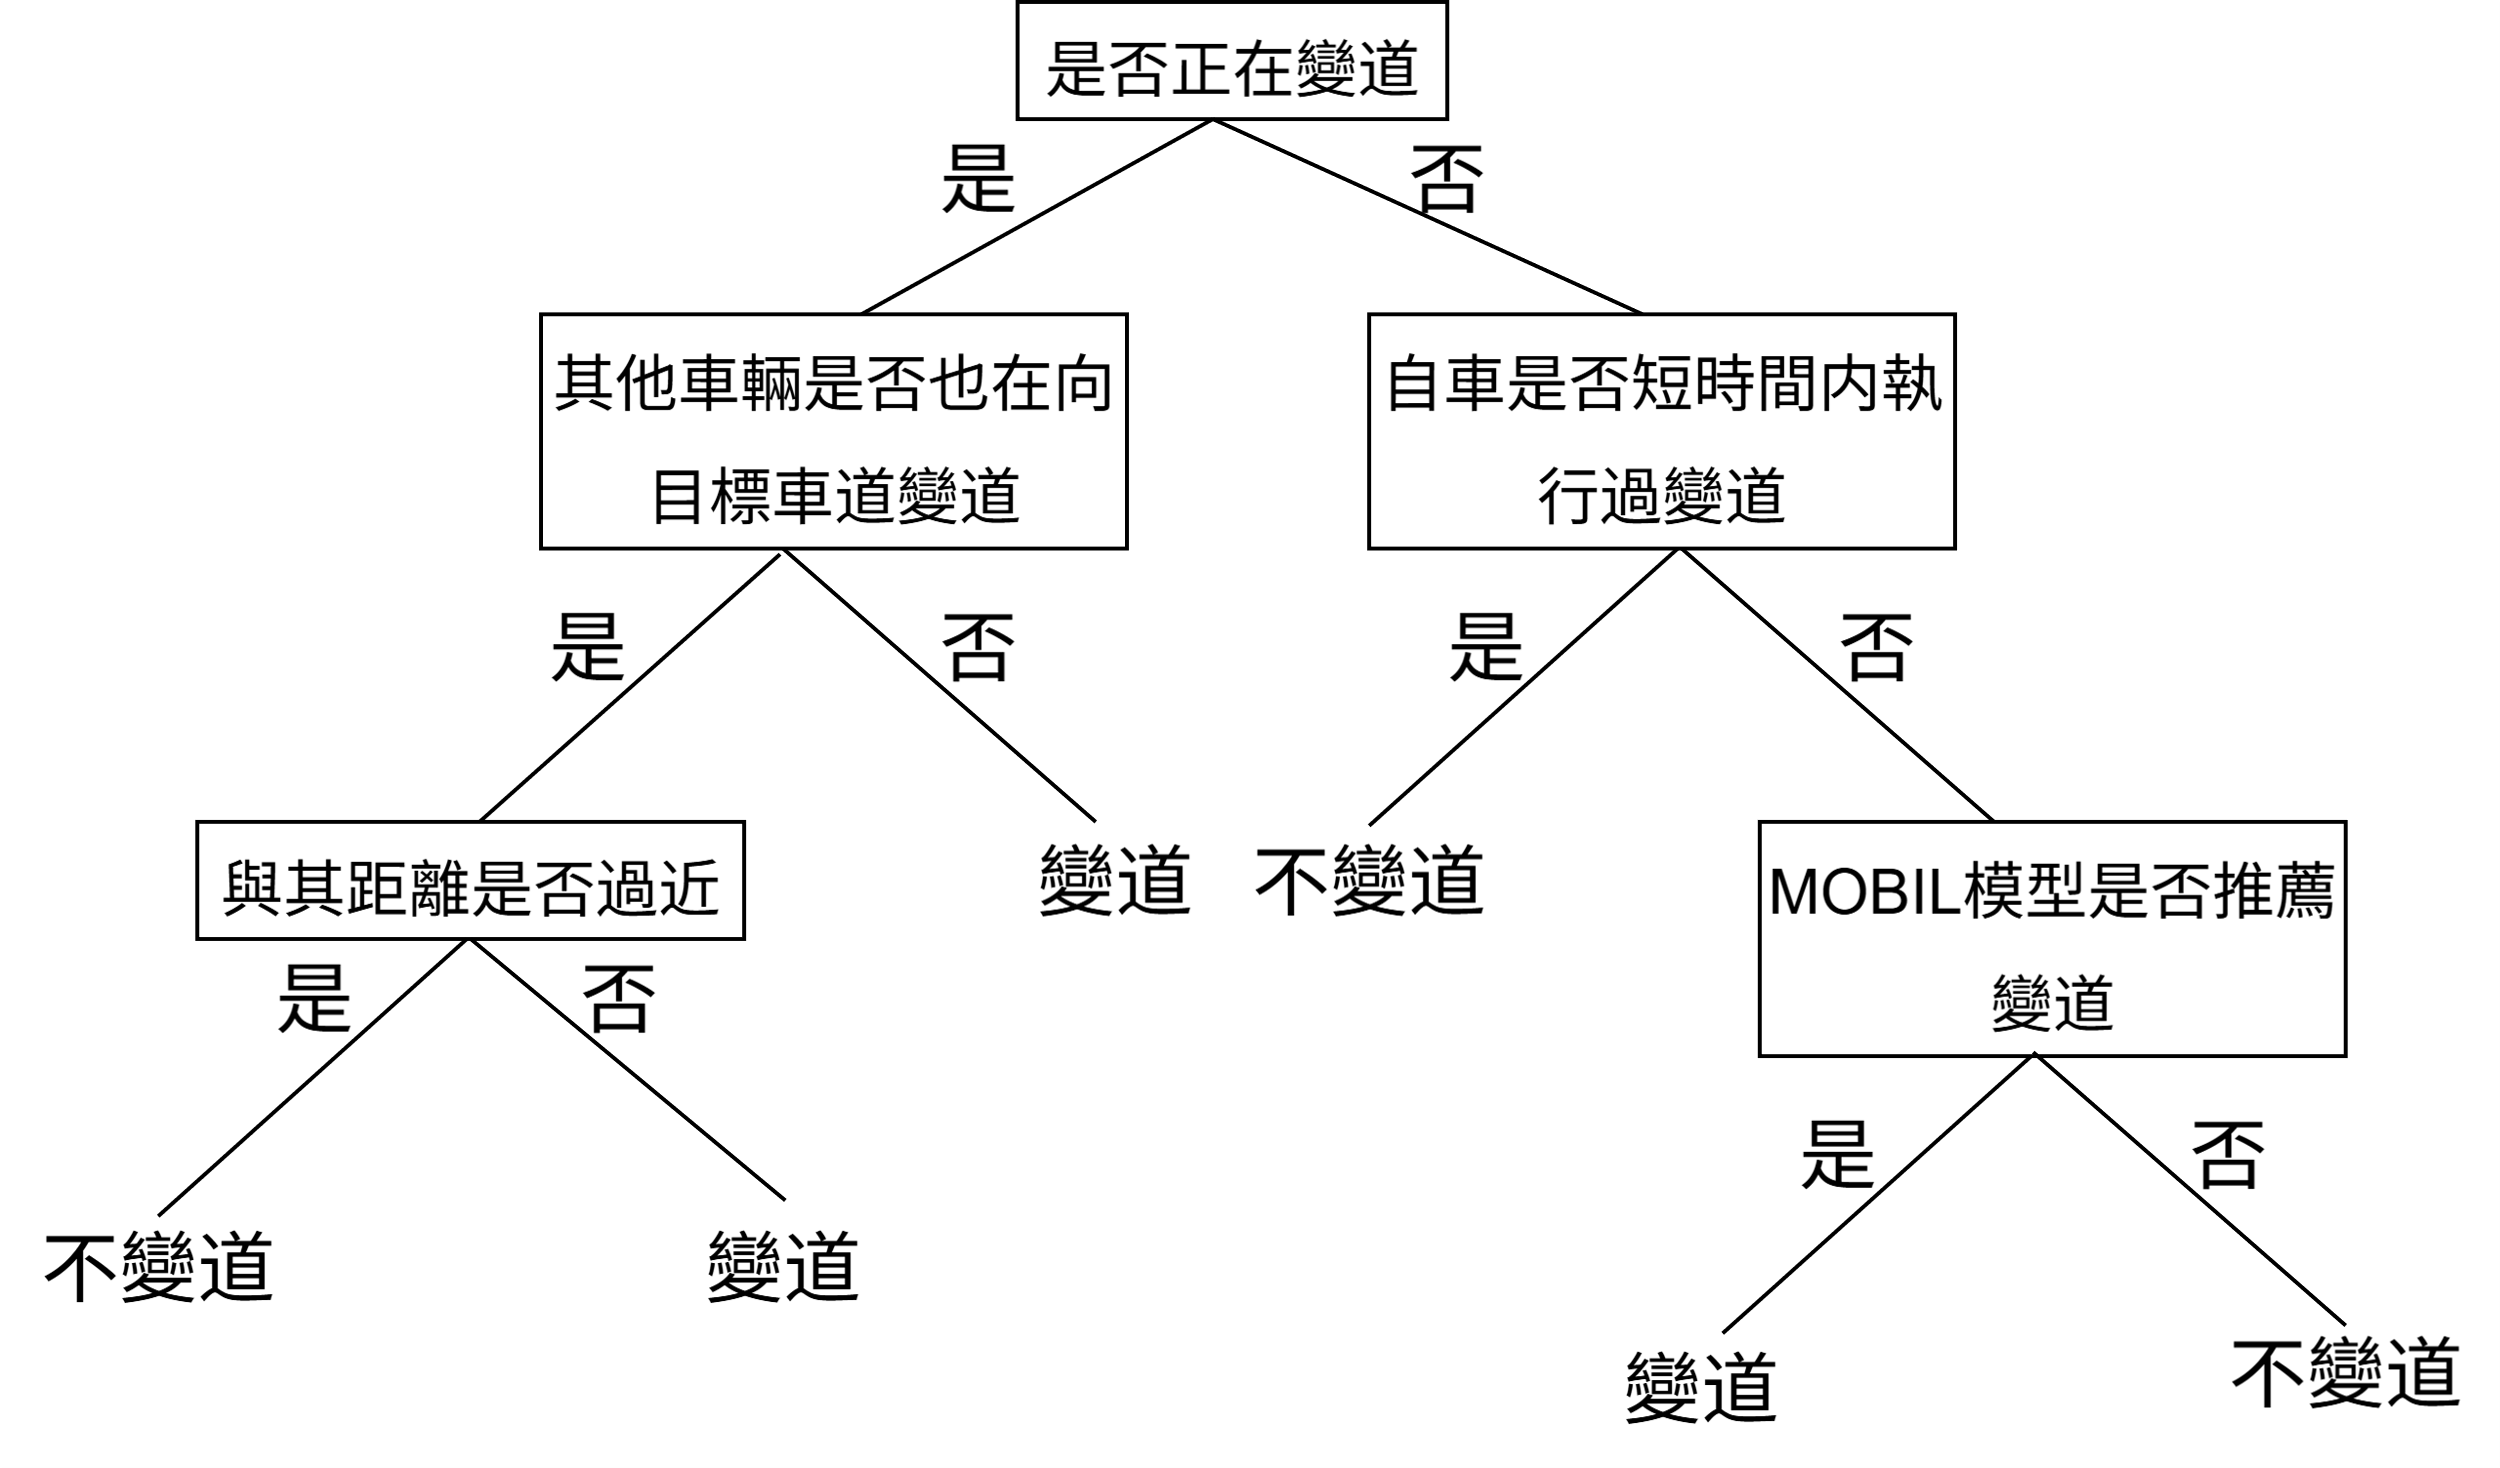 是否正在變道
是
否
其他車輛是否也在向
目標車道變道
自車是否短時間内執
行過變道
是
否
是
否
與其距離是否過近
變道
不變道
MOBIL模型是否推薦
變道
是
否
是
否
不變道
變道
變道
不變道